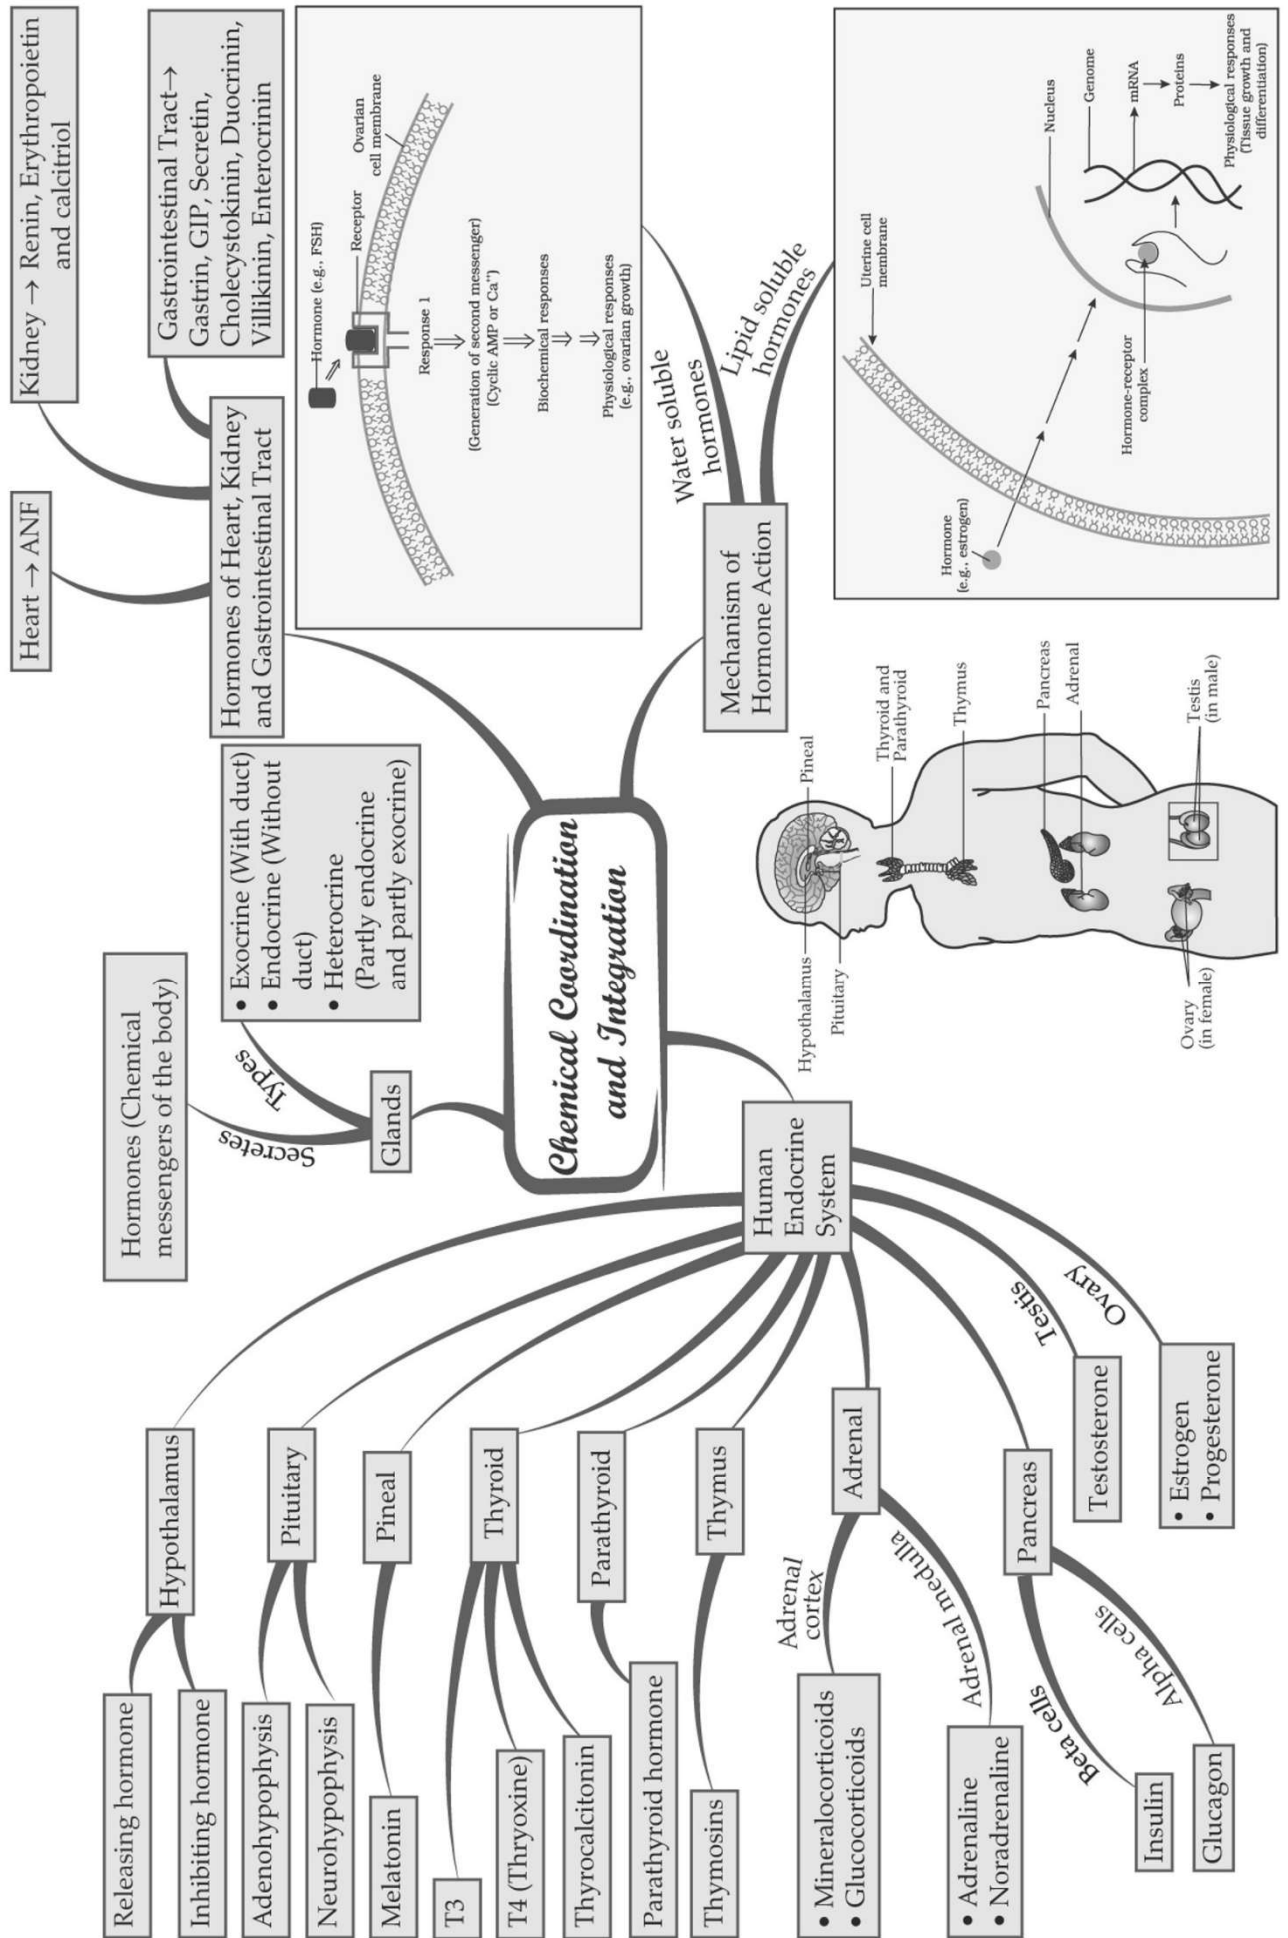 Chemical Coordination
and Integration
Glands
Secretes
Hormones (Chemical
messengers of the body)
Types
• Exocrine (With duct)
• Endocrine (Without
duct)
• Heterocrine
(Partly endocrine
and partly exocrine)
Hormones of Heart, Kidney
and Gastrointestinal Tract
Heart → ANF
Kidney → Renin, Erythropoietin
and calcitriol
Gastrointestinal Tract→
Gastrin, GIP, Secretin,
Cholecystokinin, Duocrinin,
Villikinin, Enterocrinin
Mechanism of
Hormone Action
Water soluble
hormones
Hormone (e.g., FSH)
Receptor
Ovarian
cell membrane
Response 1
(Generation of second messenger)
(Cyclic AMP or Ca⁺⁺)
Biochemical responses
Physiological responses
(e.g., ovarian growth)
Lipid soluble
hormones
Uterine cell
membrane
Hormone
(e.g., estrogen)
Nucleus
Genome
mRNA
Proteins
Physiological responses
(Tissue growth and
differentiation)
Hormone-receptor
complex
Human
Endocrine
System
Hypothalamus
Releasing hormone
Inhibiting hormone
Pituitary
Adenohypophysis
Neurohypophysis
Pineal
Melatonin
Thyroid
T3
T4 (Thryoxine)
Thyrocalcitonin
Parathyroid
Parathyroid hormone
Thymus
Thymosins
Adrenal
Adrenal
cortex
• Mineralocorticoids
• Glucocorticoids
Adrenal medulla
• Adrenaline
• Noradrenaline
Pancreas
Beta cells
Insulin
Alpha cells
Glucagon
Testis
Testosterone
Ovary
• Estrogen
• Progesterone
Hypothalamus
Pituitary
Pineal
Thyroid and
Parathyroid
Thymus
Pancreas
Adrenal
Ovary
(in female)
Testis
(in male)